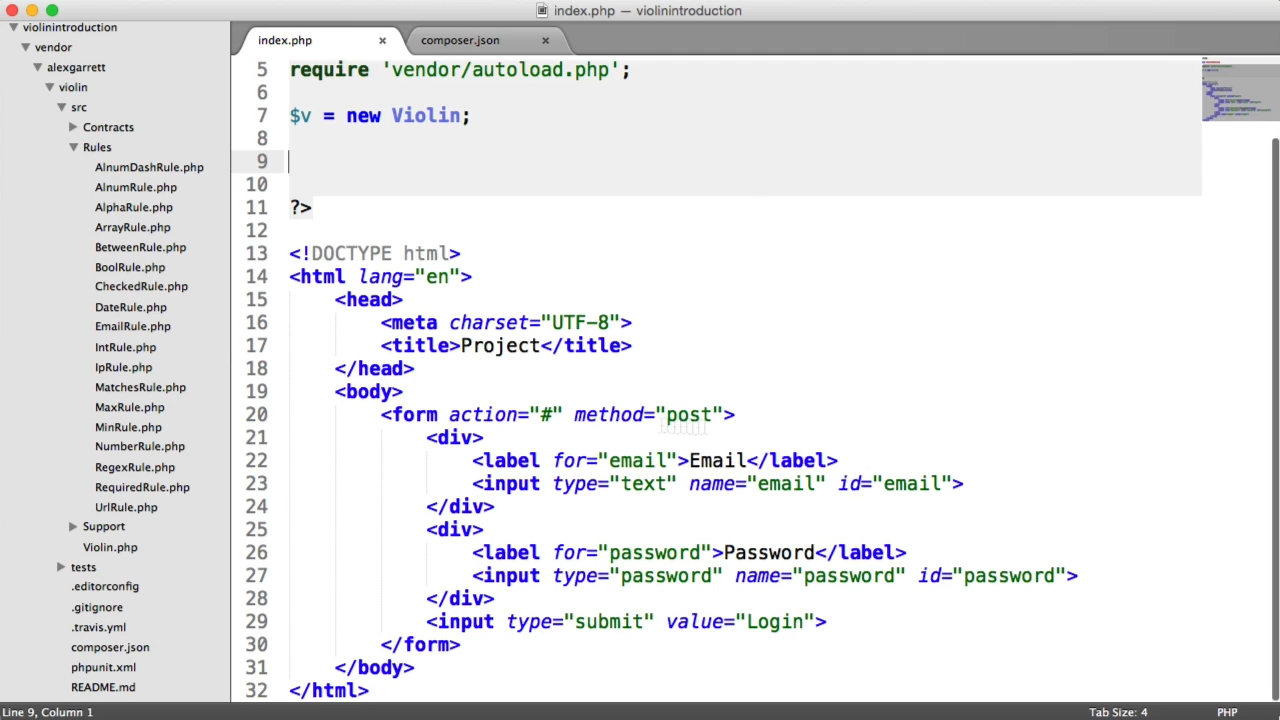 index.php — violinintroduction
violinintroduction
vendor
alexgarrett
violin
src
Contracts
Rules
AlnumDashRule.php
AlnumRule.php
AlphaRule.php
ArrayRule.php
BetweenRule.php
BoolRule.php
CheckedRule.php
DateRule.php
EmailRule.php
IntRule.php
IpRule.php
MatchesRule.php
MaxRule.php
MinRule.php
NumberRule.php
RegexRule.php
RequiredRule.php
UrlRule.php
Support
Violin.php
tests
.editorconfig
.gitignore
.travis.yml
composer.json
phpunit.xml
README.md
index.php × composer.json ×
5 require 'vendor/autoload.php';
6
7 $v = new Violin;
8
9
10
11 ?>
12
13 <!DOCTYPE html>
14 <html lang="en">
15 <head>
16 <meta charset="UTF-8">
17 <title>Project</title>
18 </head>
19 <body>
20 <form action="#" method="post">
21 <div>
22 <label for="email">Email</label>
23 <input type="text" name="email" id="email">
24 </div>
25 <div>
26 <label for="password">Password</label>
27 <input type="password" name="password" id="password">
28 </div>
29 <input type="submit" value="Login">
30 </form>
31 </body>
32 </html>
Line 9, Column 1 Tab Size: 4 PHP